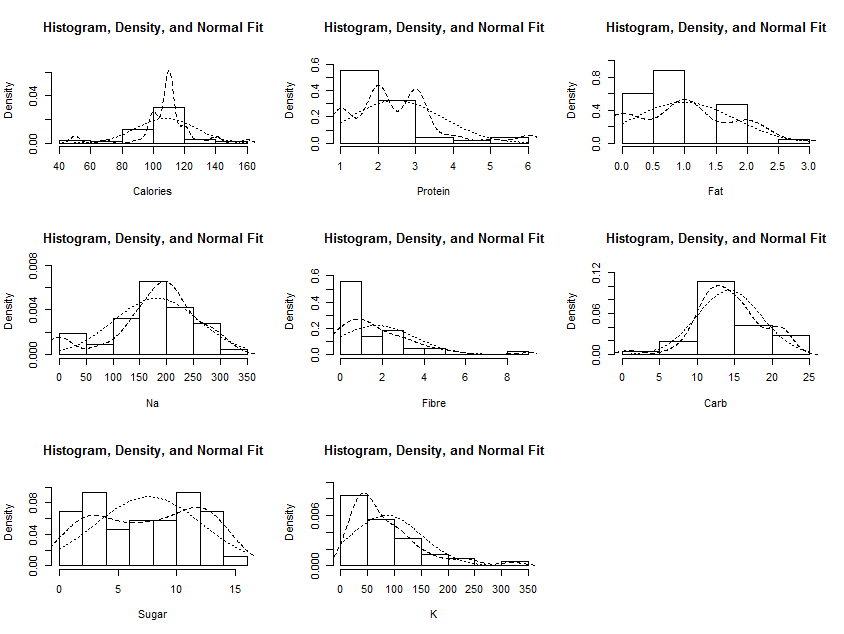 Histogram, Density, and Normal Fit
Density
0.00 0.04
40 60 80 100 120 140 160
Calories
Histogram, Density, and Normal Fit
Density
0.0 0.2 0.4 0.6
1 2 3 4 5 6
Protein
Histogram, Density, and Normal Fit
Density
0.0 0.4 0.8
0.0 0.5 1.0 1.5 2.0 2.5 3.0
Fat
Histogram, Density, and Normal Fit
Density
0.000 0.004 0.008
0 50 100 150 200 250 300 350
Na
Histogram, Density, and Normal Fit
Density
0.0 0.2 0.4 0.6
0 2 4 6 8
Fibre
Histogram, Density, and Normal Fit
Density
0.00 0.06 0.12
0 5 10 15 20 25
Carb
Histogram, Density, and Normal Fit
Density
0.00 0.04 0.08
0 5 10 15
Sugar
Histogram, Density, and Normal Fit
Density
0.000 0.006
0 50 100 150 200 250 300 350
K